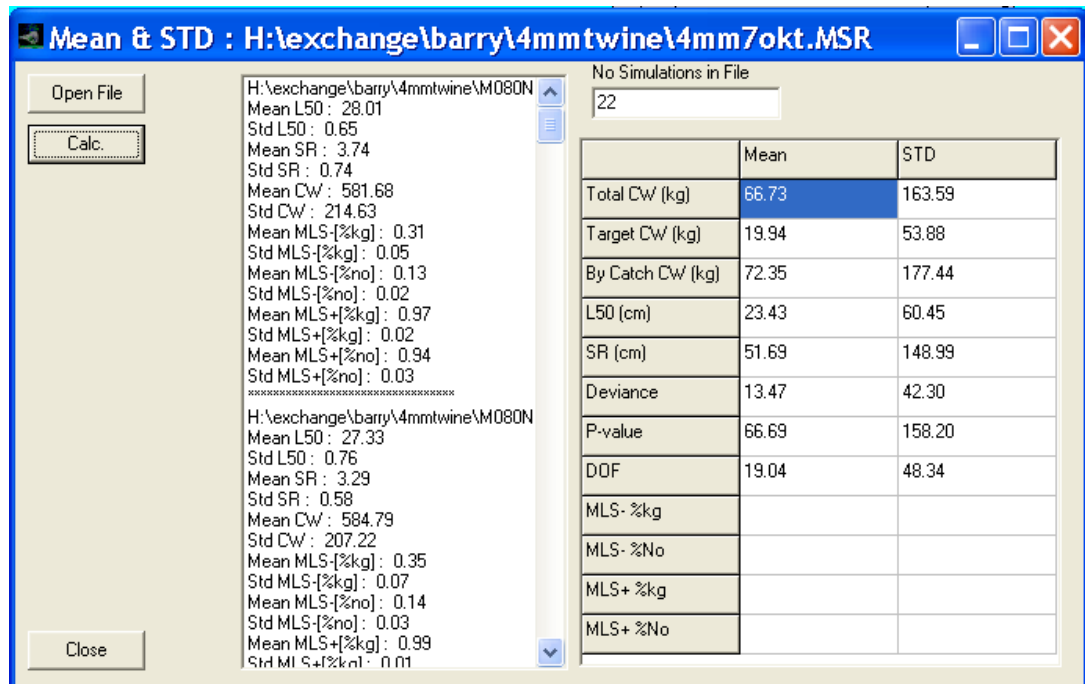 Mean & STD : H:\exchange\barry\4mmtwine\4mm7okt.MSR
Open File
Calc.
Close
H:\exchange\barry\4mmtwine\M080N
Mean L50 : 28.01
Std L50 : 0.65
Mean SR : 3.74
Std SR : 0.74
Mean CW : 581.68
Std CW : 214.63
Mean MLS-[%kg] : 0.31
Std MLS-[%kg] : 0.05
Mean MLS-[%no] : 0.13
Std MLS-[%no] : 0.02
Mean MLS+[%kg] : 0.97
Std MLS+[%kg] : 0.02
Mean MLS+[%no] : 0.94
Std MLS+[%no] : 0.03
*********************************
H:\exchange\barry\4mmtwine\M080N
Mean L50 : 27.33
Std L50 : 0.76
Mean SR : 3.29
Std SR : 0.58
Mean CW : 584.79
Std CW : 207.22
Mean MLS-[%kg] : 0.35
Std MLS-[%kg] : 0.07
Mean MLS-[%no] : 0.14
Std MLS-[%no] : 0.03
Mean MLS+[%kg] : 0.99
Std MLS+[%kg] : 0.01
No Simulations in File
22
Mean STD
Total CW (kg) 66.73 163.59
Target CW (kg) 19.94 53.88
By Catch CW (kg) 72.35 177.44
L50 (cm) 23.43 60.45
SR (cm) 51.69 148.99
Deviance 13.47 42.30
P-value 66.69 158.20
DOF 19.04 48.34
MLS- %kg
MLS- %No
MLS+ %kg
MLS+ %No